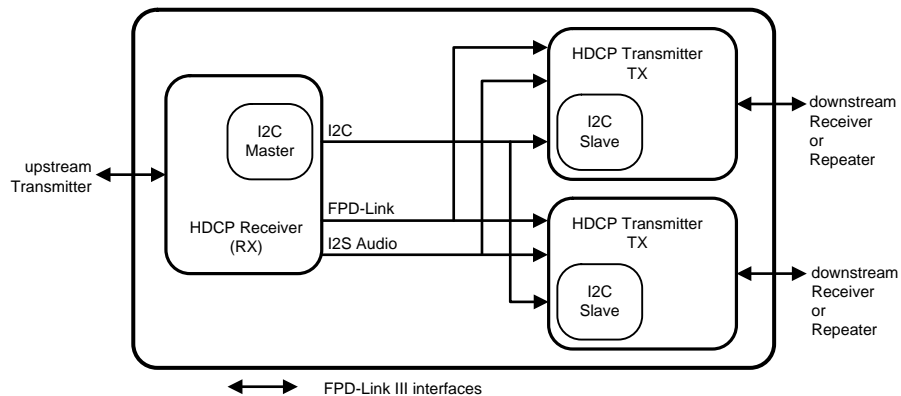 upstream
Transmitter
I2C
Master
HDCP Receiver
(RX)
I2C
FPD-Link
I2S Audio
HDCP Transmitter
TX
I2C
Slave
downstream
Receiver
or
Repeater
HDCP Transmitter
TX
I2C
Slave
downstream
Receiver
or
Repeater
FPD-Link III interfaces